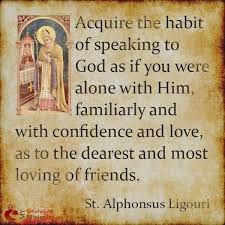 Acquire the habit
of speaking to
God as if you were
alone with Him,
familiarly and
with confidence and love,
as to the dearest and most
loving of friends.
St. Alphonsus Ligouri